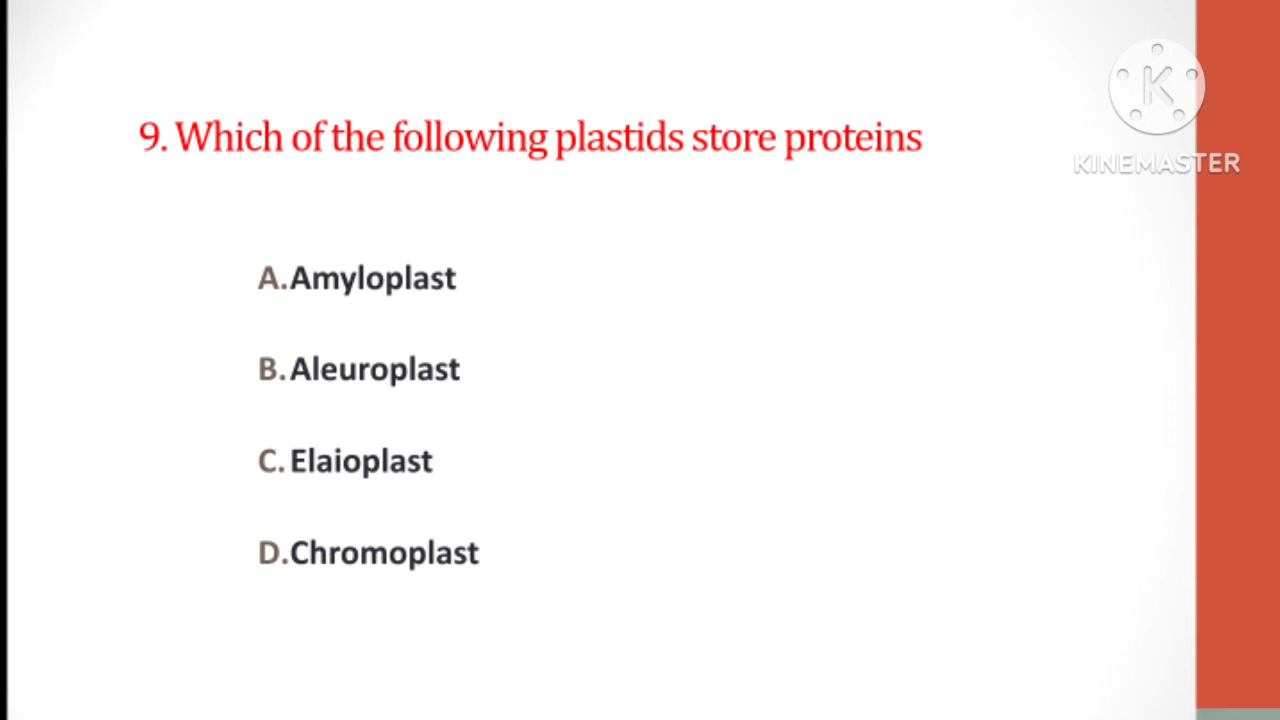 9. Which of the following plastids store proteins
K
KINEMASTER
A. Amyloplast
B. Aleuroplast
C. Elaioplast
D. Chromoplast